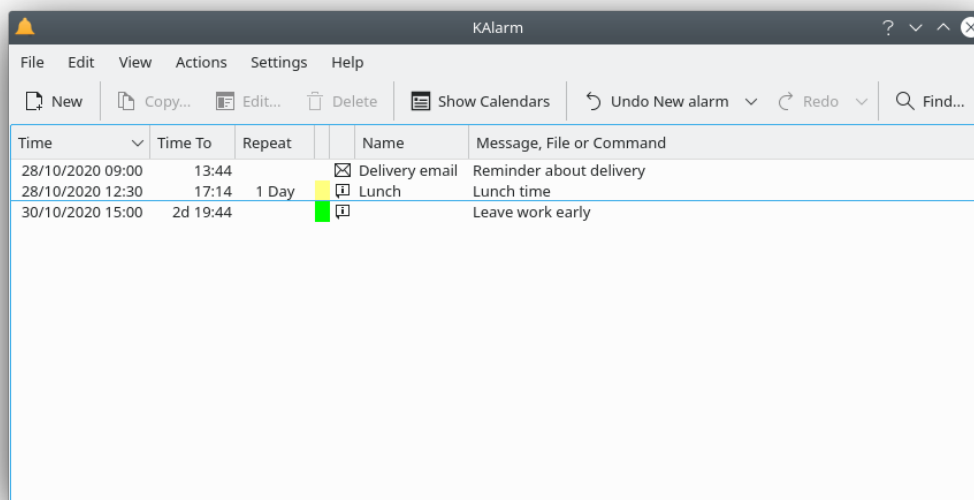 KAlarm
File Edit View Actions Settings Help
New Copy... Edit... Delete Show Calendars Undo New alarm Redo Find...
Time Time To Repeat Name Message, File or Command
28/10/2020 09:00 13:44 Delivery email Reminder about delivery
28/10/2020 12:30 17:14 1 Day Lunch Lunch time
30/10/2020 15:00 2d 19:44 Leave work early